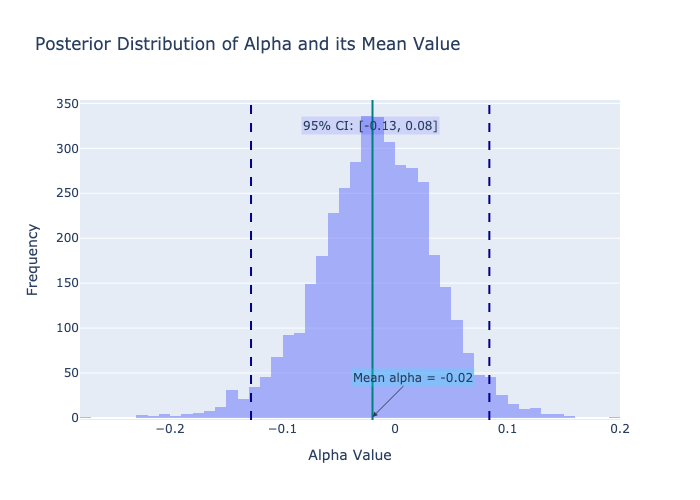 Posterior Distribution of Alpha and its Mean Value
350
300
250
200
150
100
50
0
Frequency
95% CI: [-0.13, 0.08]
Mean alpha = -0.02
−0.2
−0.1
0
0.1
0.2
Alpha Value